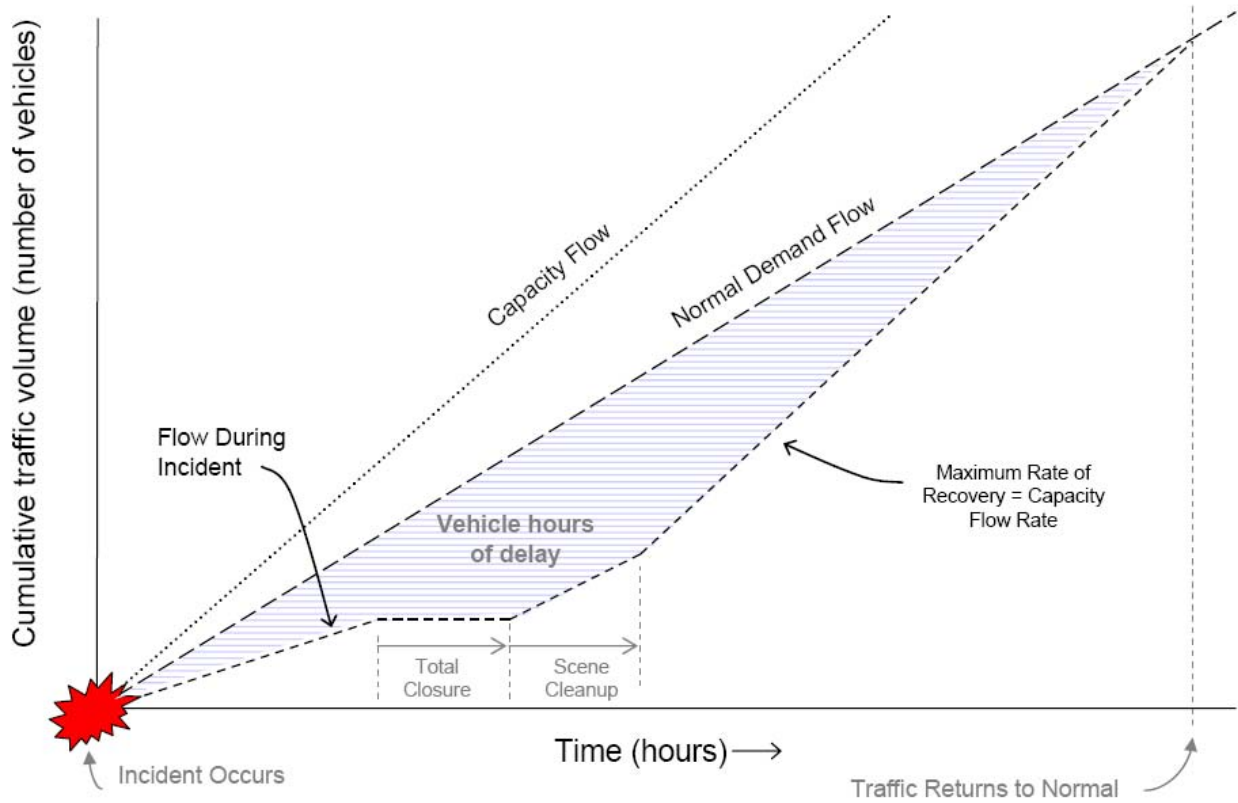 Cumulative traffic volume (number of vehicles)
Capacity Flow
Normal Demand Flow
Flow During
Incident
Maximum Rate of
Recovery = Capacity
Flow Rate
Vehicle hours
of delay
Total
Closure
Scene
Cleanup
Time (hours)
Incident Occurs
Traffic Returns to Normal